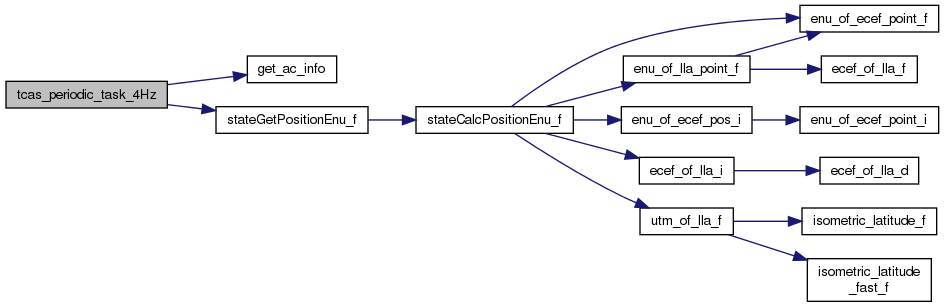 tcas_periodic_task_4Hz
get_ac_info
stateGetPositionEnu_f
stateCalcPositionEnu_f
enu_of_ecef_point_f
enu_of_lla_point_f
ecef_of_lla_f
enu_of_ecef_pos_i
enu_of_ecef_point_i
ecef_of_lla_i
ecef_of_lla_d
utm_of_lla_f
isometric_latitude_f
isometric_latitude
_fast_f